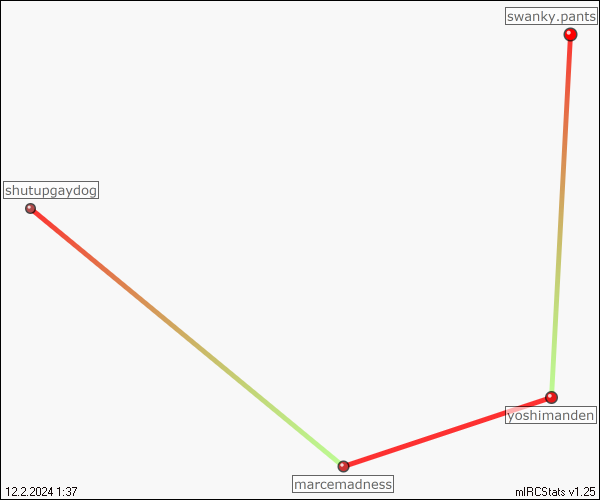 swanky.pants
shutupgaydog
yoshimanden
marcemadness
12.2.2024 1:37
mIRCStats v1.25